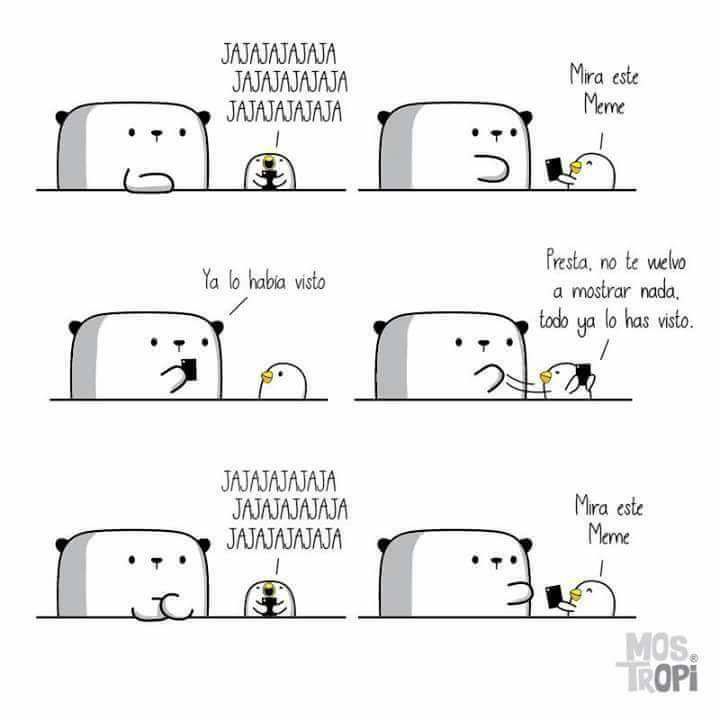 JAJAJAJAJAJA
JAJAJAJAJAJA
JAJAJAJAJAJA
Mira este
Meme
Ya lo había visto
Presta, no te vuelvo
a mostrar nada,
todo ya lo has visto.
JAJAJAJAJAJA
JAJAJAJAJAJA
JAJAJAJAJAJA
Mira este
Meme
MOS
TROPi®